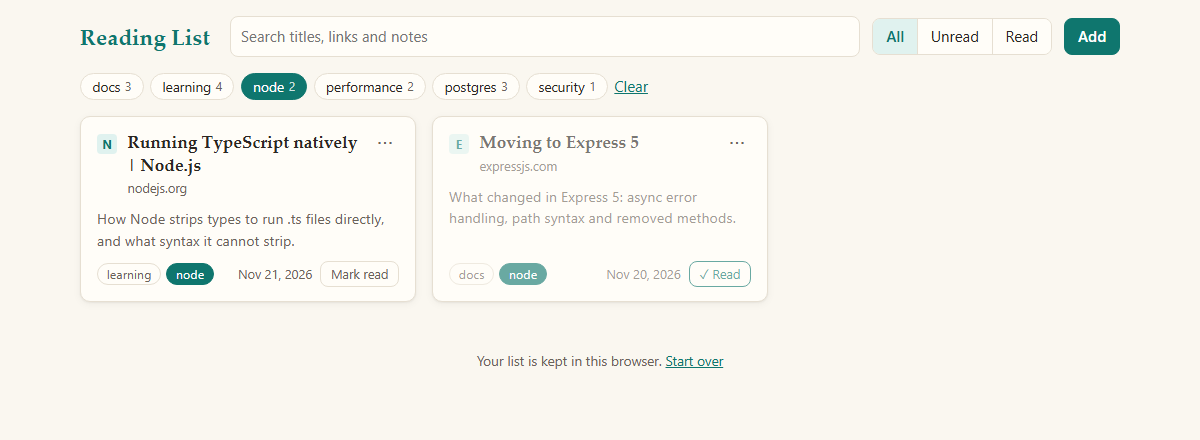 Reading List
Search titles, links and notes
All Unread Read
Add
docs 3 learning 4 node 2 performance 2 postgres 3 security 1 Clear
N Running TypeScript natively
| Node.js
nodejs.org
How Node strips types to run .ts files directly,
and what syntax it cannot strip.
learning node Nov 21, 2026 Mark read
E Moving to Express 5
expressjs.com
What changed in Express 5: async error
handling, path syntax and removed methods.
docs node Nov 20, 2026 ✓ Read
Your list is kept in this browser. Start over